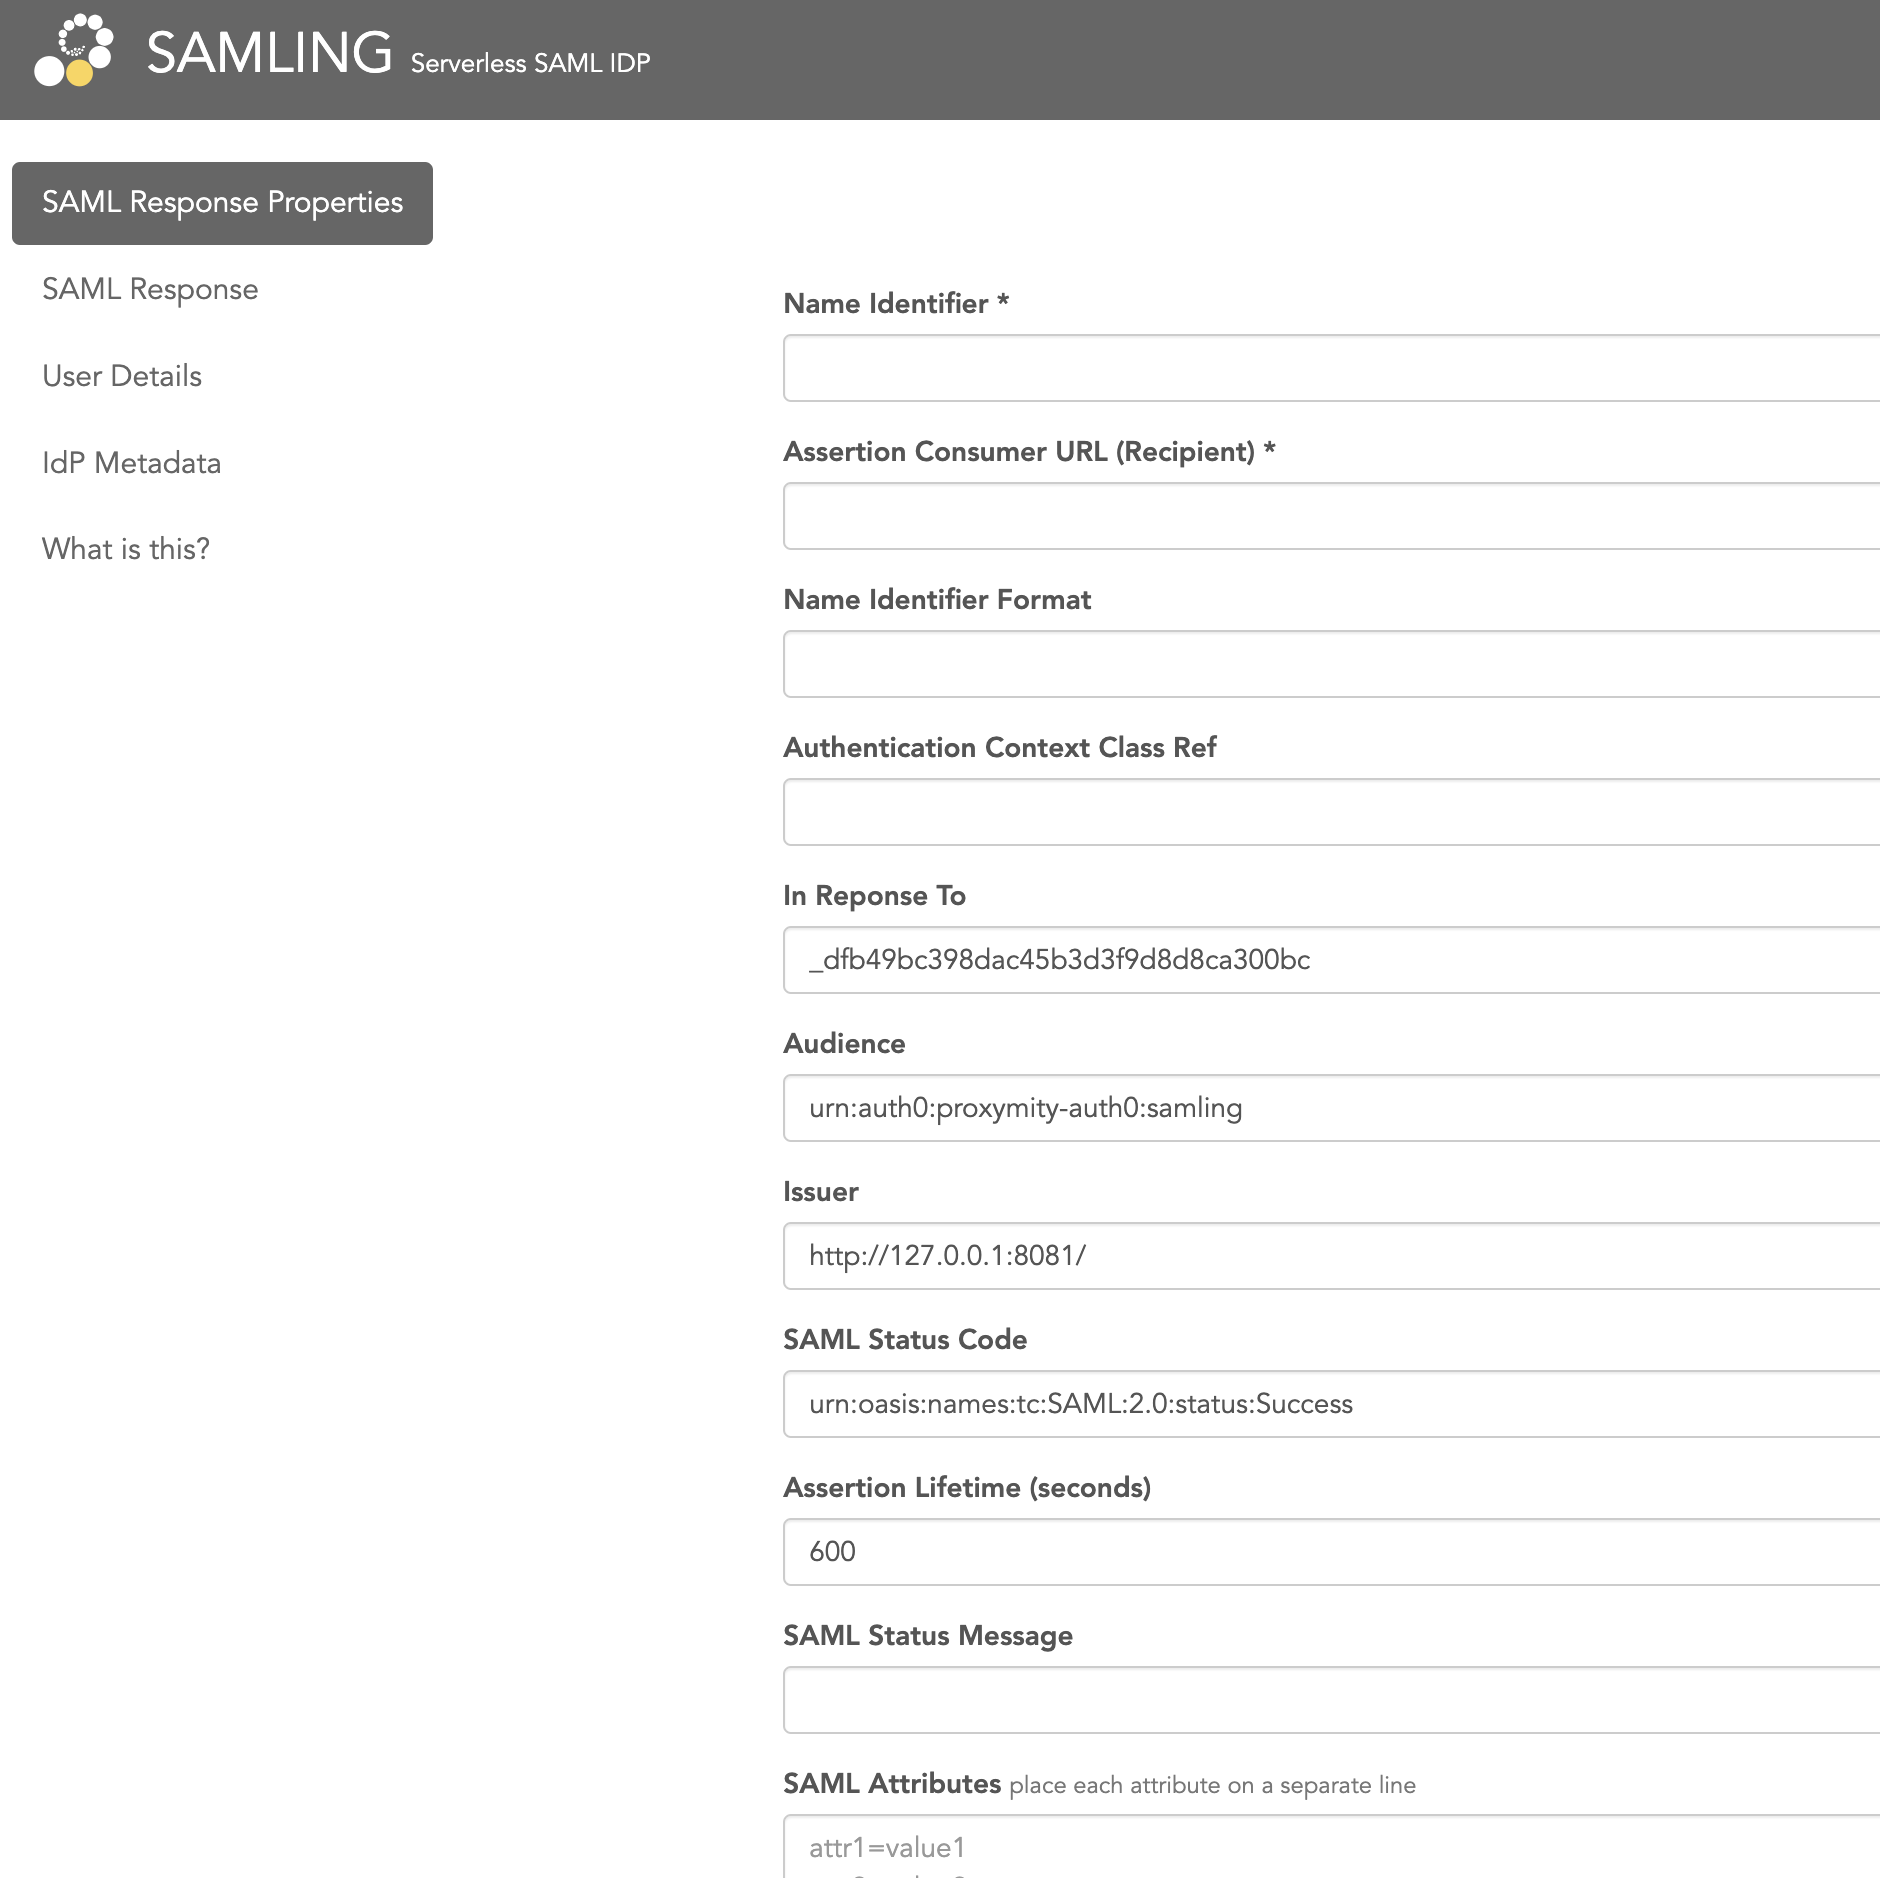 SAMLING Serverless SAML IDP
SAML Response Properties
SAML Response
User Details
IdP Metadata
What is this?
Name Identifier *
Assertion Consumer URL (Recipient) *
Name Identifier Format
Authentication Context Class Ref
In Reponse To
_dfb49bc398dac45b3d3f9d8d8ca300bc
Audience
urn:auth0:proxymity-auth0:samling
Issuer
http://127.0.0.1:8081/
SAML Status Code
urn:oasis:names:tc:SAML:2.0:status:Success
Assertion Lifetime (seconds)
600
SAML Status Message
SAML Attributes place each attribute on a separate line
attr1=value1